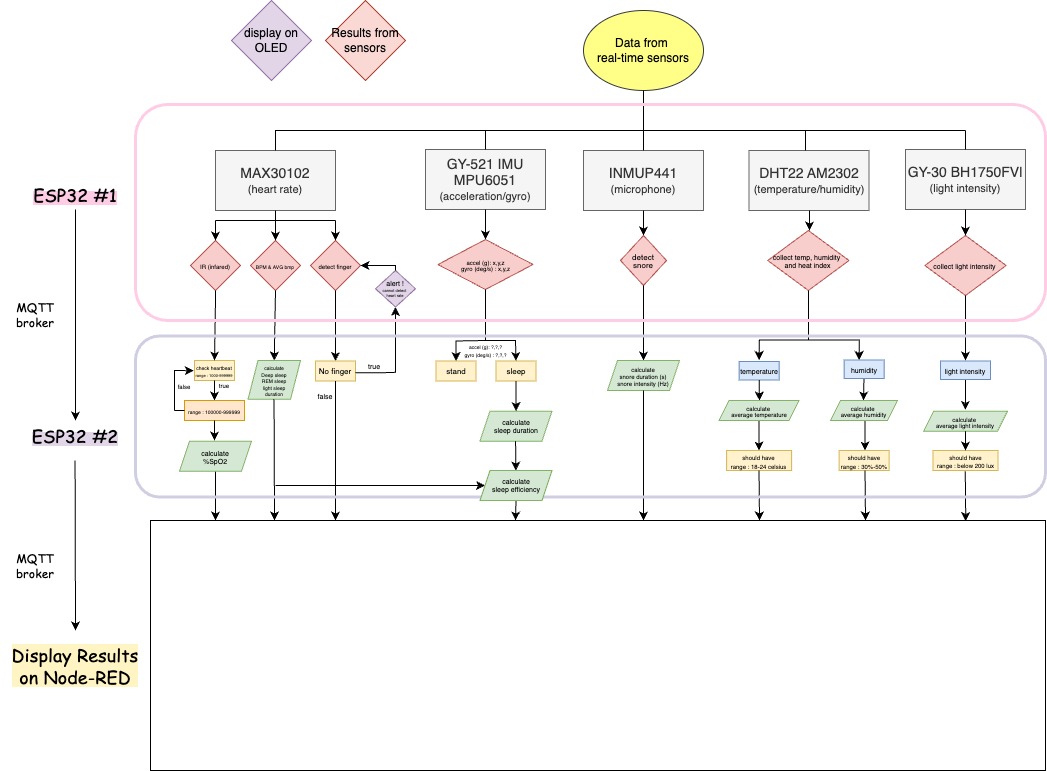 display on
OLED
Results from
sensors
Data from
real-time sensors
ESP32 #1
MAX30102
(heart rate)
GY-521 IMU
MPU6051
(acceleration/gyro)
INMUP441
(microphone)
DHT22 AM2302
(temperature/humidity)
GY-30 BH1750FVI
(light intensity)
IR (infared)
BPM & AVG bmp
detect finger
alert !
cannot detect
heart rate
accel (g): x,y,z
gyro (deg/s) : x,y,z
detect
snore
collect temp, humidity
and heat index
collect light intensity
MQTT
broker
ESP32 #2
check heartbeat
range : 1000-999999
false
true
range : 100000-999999
calculate
%SpO2
calculate
Deep sleep
REM sleep
light sleep
duration
No finger
true
false
accel (g): ?,?,?
gyro (deg/s) : ?,?,?
stand
sleep
calculate
sleep duration
calculate
sleep efficiency
calculate
snore duration (s)
snore intensity (Hz)
temperature
calculate
average temperature
should have
range : 18-24 celsius
humidity
calculate
average humidity
should have
range : 30%-50%
light intensity
calculate
average light intensity
should have
range : below 200 lux
MQTT
broker
Display Results
on Node-RED